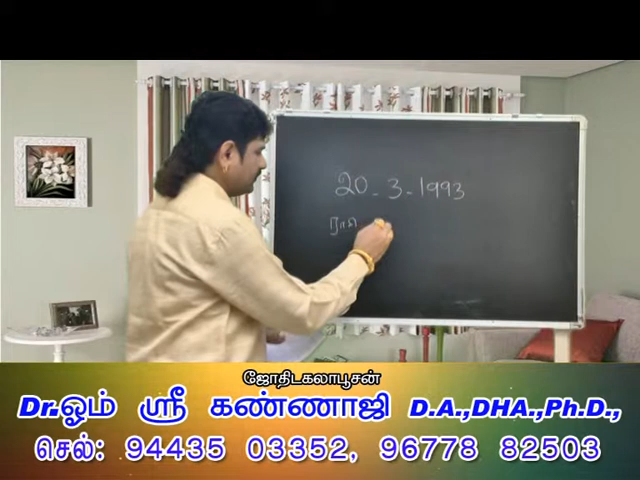 20 - 3 - 1993
ராசி
ஜோதிடகலாபூசன்
Dr.ஓம் ஸ்ரீ கண்ணாஜி D.A.,DHA.,Ph.D.,
செல்: 94435 03352, 96778 82503